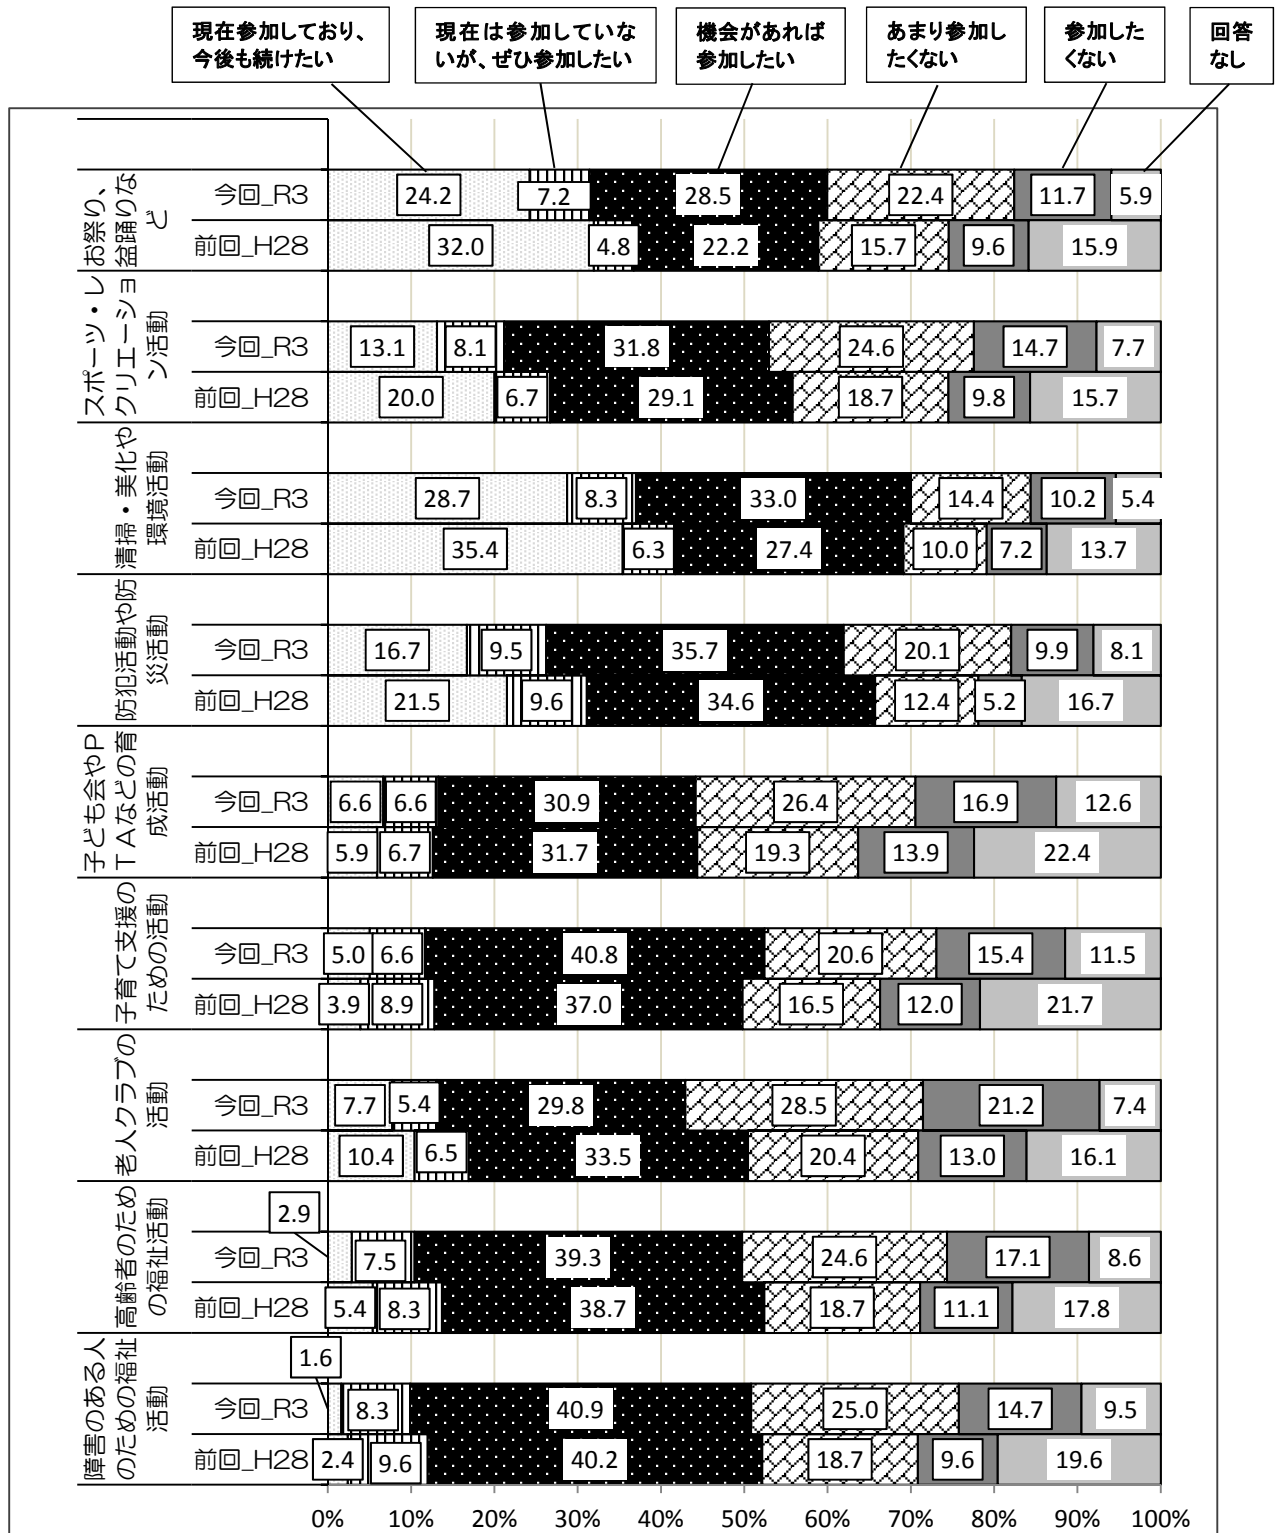 現在参加しており、
今後も続けたい
現在は参加していな
いが、ぜひ参加したい
機会があれば
参加したい
あまり参加し
たくない
参加した
くない
回答
なし
お祭り、
盆踊りな
ど
今回_R3
24.2
7.2
28.5
22.4
11.7
5.9
前回_H28
32.0
4.8
22.2
15.7
9.6
15.9
スポーツ・レ
クリエーショ
ン活動
今回_R3
13.1
8.1
31.8
24.6
14.7
7.7
前回_H28
20.0
6.7
29.1
18.7
9.8
15.7
清掃・美化や
環境活動
今回_R3
28.7
8.3
33.0
14.4
10.2
5.4
前回_H28
35.4
6.3
27.4
10.0
7.2
13.7
防犯活動や防
災活動
今回_R3
16.7
9.5
35.7
20.1
9.9
8.1
前回_H28
21.5
9.6
34.6
12.4
5.2
16.7
子ども会やP
TAなどの育
成活動
今回_R3
6.6
6.6
30.9
26.4
16.9
12.6
前回_H28
5.9
6.7
31.7
19.3
13.9
22.4
子育て支援の
ための活動
今回_R3
5.0
6.6
40.8
20.6
15.4
11.5
前回_H28
3.9
8.9
37.0
16.5
12.0
21.7
老人クラブの
活動
今回_R3
7.7
5.4
29.8
28.5
21.2
7.4
前回_H28
10.4
6.5
33.5
20.4
13.0
16.1
高齢者のため
の福祉活動
今回_R3
2.9
7.5
39.3
24.6
17.1
8.6
前回_H28
5.4
8.3
38.7
18.7
11.1
17.8
障害のある人
のための福祉
活動
今回_R3
1.6
8.3
40.9
25.0
14.7
9.5
前回_H28
2.4
9.6
40.2
18.7
9.6
19.6
0%
10%
20%
30%
40%
50%
60%
70%
80%
90%
100%